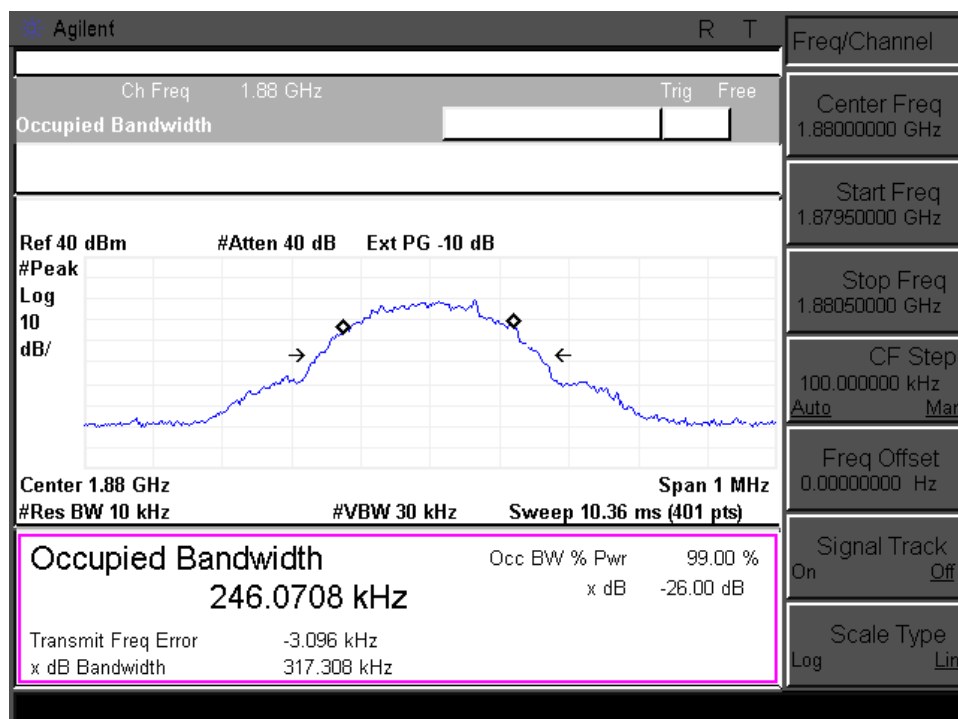 Agilent R T
Freq/Channel
Ch Freq 1.88 GHz Trig Free
Occupied Bandwidth
Center Freq
1.88000000 GHz
Start Freq
1.87950000 GHz
Ref 40 dBm #Atten 40 dB Ext PG -10 dB
#Peak
Log
10
dB/
Stop Freq
1.88050000 GHz
CF Step
100.000000 kHz
Auto Man
Freq Offset
0.00000000 Hz
Center 1.88 GHz Span 1 MHz
#Res BW 10 kHz #VBW 30 kHz Sweep 10.36 ms (401 pts)
Occupied Bandwidth Occ BW % Pwr 99.00 %
246.0708 kHz x dB -26.00 dB
Transmit Freq Error -3.096 kHz
x dB Bandwidth 317.308 kHz
Signal Track
On Off
Scale Type
Log Lin